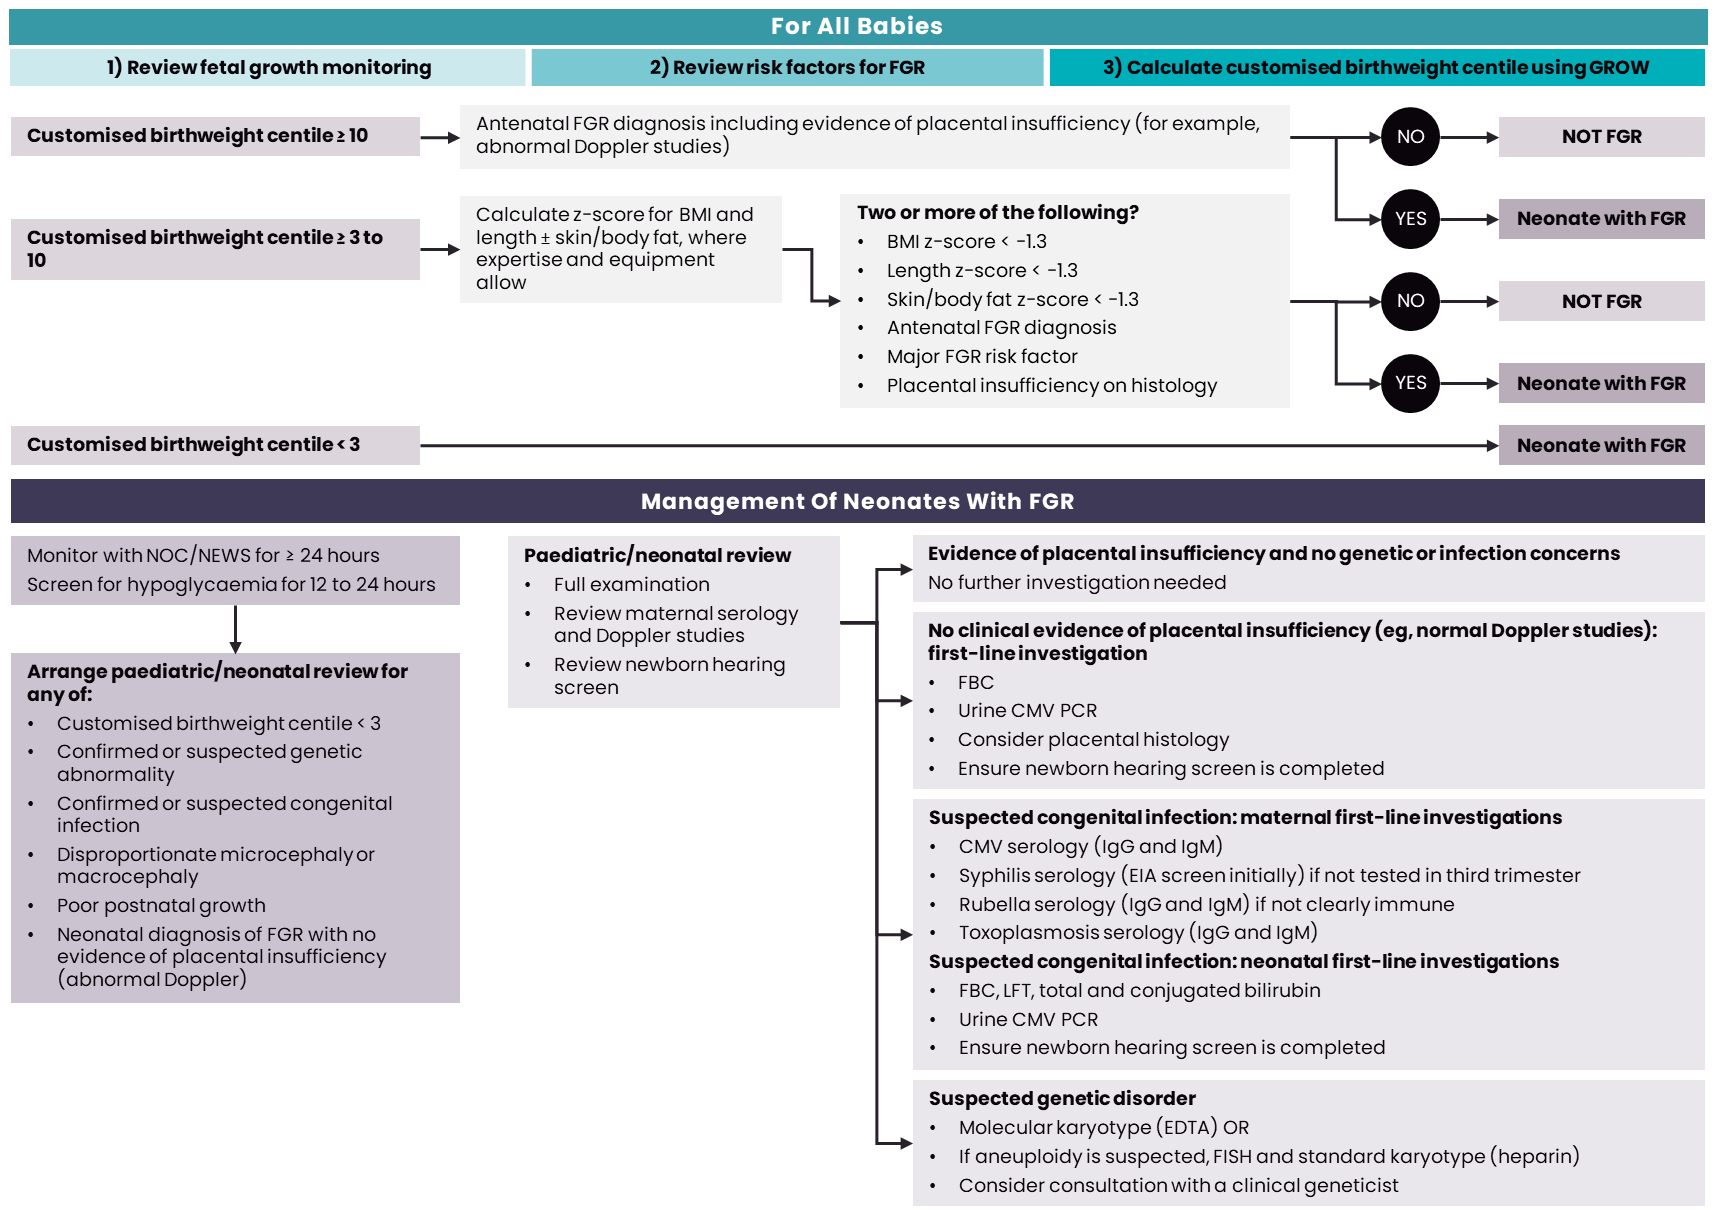 For All Babies
1) Review fetal growth monitoring
2) Review risk factors for FGR
3) Calculate customised birthweight centile using GROW
Customised birthweight centile ≥ 10
Antenatal FGR diagnosis including evidence of placental insufficiency (for example,
abnormal Doppler studies)
NO
NOT FGR
YES
Neonate with FGR
Customised birthweight centile ≥ 3 to
10
Calculate z-score for BMI and
length ± skin/body fat, where
expertise and equipment
allow
Two or more of the following?
• BMI z-score < -1.3
• Length z-score < -1.3
• Skin/body fat z-score < -1.3
• Antenatal FGR diagnosis
• Major FGR risk factor
• Placental insufficiency on histology
NO
NOT FGR
YES
Neonate with FGR
Customised birthweight centile < 3
Neonate with FGR
Management Of Neonates With FGR
Monitor with NOC/NEWS for ≥ 24 hours
Screen for hypoglycaemia for 12 to 24 hours
Arrange paediatric/neonatal review for
any of:
• Customised birthweight centile < 3
• Confirmed or suspected genetic
abnormality
• Confirmed or suspected congenital
infection
• Disproportionate microcephaly or
macrocephaly
• Poor postnatal growth
• Neonatal diagnosis of FGR with no
evidence of placental insufficiency
(abnormal Doppler)
Paediatric/neonatal review
• Full examination
• Review maternal serology
and Doppler studies
• Review newborn hearing
screen
Evidence of placental insufficiency and no genetic or infection concerns
No further investigation needed
No clinical evidence of placental insufficiency (eg, normal Doppler studies):
first-line investigation
• FBC
• Urine CMV PCR
• Consider placental histology
• Ensure newborn hearing screen is completed
Suspected congenital infection: maternal first-line investigations
• CMV serology (IgG and IgM)
• Syphilis serology (EIA screen initially) if not tested in third trimester
• Rubella serology (IgG and IgM) if not clearly immune
• Toxoplasmosis serology (IgG and IgM)
Suspected congenital infection: neonatal first-line investigations
• FBC, LFT, total and conjugated bilirubin
• Urine CMV PCR
• Ensure newborn hearing screen is completed
Suspected genetic disorder
• Molecular karyotype (EDTA) OR
• If aneuploidy is suspected, FISH and standard karyotype (heparin)
• Consider consultation with a clinical geneticist